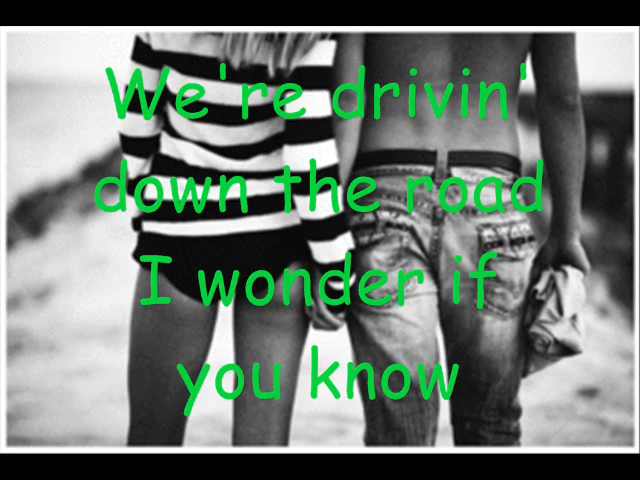 We're drivin'
down the road
I wonder if
you know